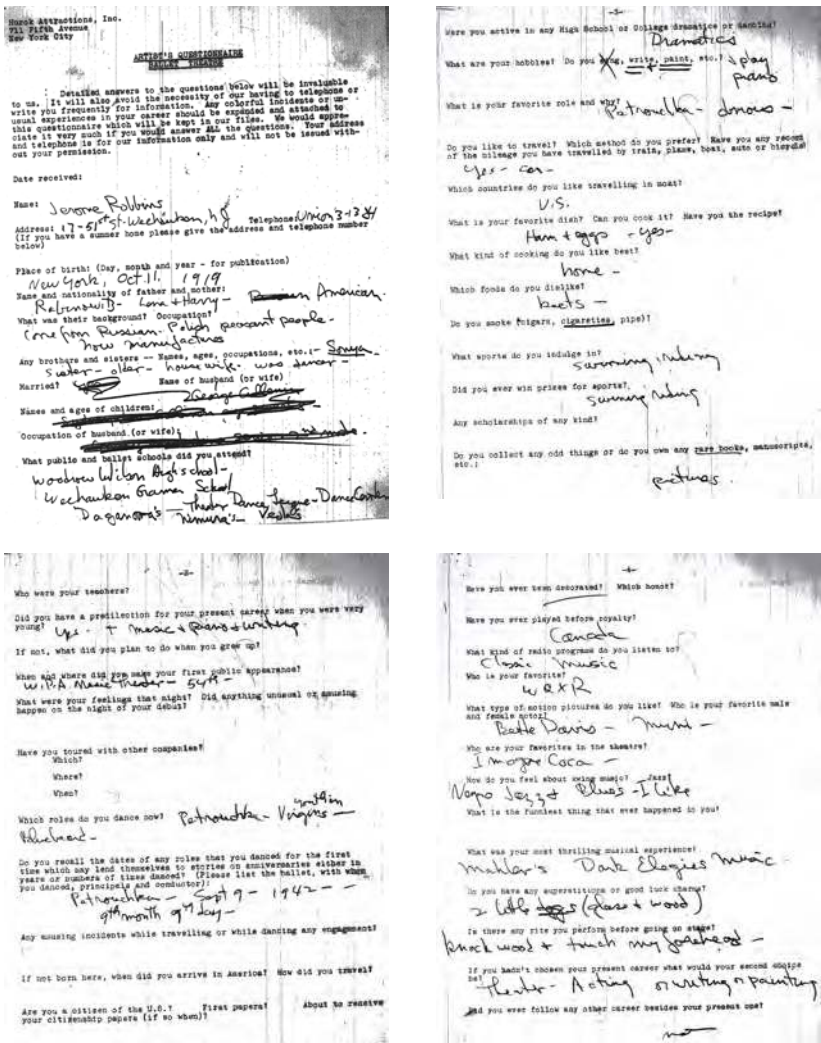 Hurok Attractions, Inc.
711 Fifth Avenue
New York City
ARTIST'S QUESTIONNAIRE
BALLET THEATRE
Detailed answers to the questions below will be invaluable
to us. It will also avoid the necessity of our having to telephone or
write you frequently for information. Any colorful incidents or un-
usual experiences in your career should be expanded and attached to
this questionnaire which will be kept in our files. We would appre-
ciate it very much if you would answer ALL the questions. Your address
and telephone is for our information only and will not be issued with-
out your permission.
Date received:
Name: Jerome Robbins
Address: 17-51st St. Weehawken, NJ Telephone: Union 3-1384
(If you have a summer home please give the address and telephone number
below)
Place of birth: (Day, month and year - for publication)
New York, Oct 11, 1919
Name and nationality of father and mother:
Rabinowitz- Lena + Harry - American.
What was their background? Occupation?
Come from Russian-Polish peasant people-
now manufactures
Any brothers and sisters -- Names, ages, occupations, etc.:- Sonya
sister - older - housewife. was dancer-
Married? Name of husband (or wife)
Names and ages of children:
Occupation of husband (or wife):
What public and ballet schools did you attend?
Woodrow Wilson High school-
Weehawken Grammar School
Daganova's - Theater Dance League - Dance Center
Nimura's-
-3-
Were you active in any High School or College dramatics or dancing?
Dramatics
What are your hobbies? Do you sing, write, paint, etc.? I play
piano
What is your favorite role and why?
Petrouchka-
Do you like to travel? Which method do you prefer? Have you any record
of the mileage you have travelled by train, plane, boat, auto or bicycle?
Yes- car-
Which countries do you like travelling in most?
U.S.
What is your favorite dish? Can you cook it? Have you the recipe?
Ham + eggs - yes-
What kind of cooking do you like best?
home -
Which foods do you dislike?
beets -
Do you smoke (cigars, cigarettes, pipe)?
What sports do you indulge in?
swimming, riding
Did you ever win prizes for sports?
swimming riding
Any scholarships of any kind?
Do you collect any odd things or do you own any rare books, manuscripts,
etc.:
pictures.
-2-
Who were your teachers?
Did you have a predilection for your present career when you were very
young? Yes. + music + piano + writing.
If not, what did you plan to do when you grew up?
When and where did you make your first public appearance?
W.P.A. Music Theater - 54th -
What were your feelings that night? Did anything unusual or amusing
happen on the night of your debut?
Have you toured with other companies?
Which?
Where?
When?
Which roles do you dance now? Petrouchka - Virgins -
Bluebeard -
Do you recall the dates of any roles that you danced for the first
time which may lend themselves to stories on anniversaries either in
years or numbers of times danced? (Please list the ballet, with whom
you danced, principals and conductor):
Petrouchka - Sept 9 - 1942 - -
9th month 9th day -
Any amusing incidents while travelling or while dancing any engagement?
If not born here, when did you arrive in America? How did you travel?
Are you a citizen of the U.S.? First papers? About to receive
your citizenship papers (if so when)?
-4-
Have you ever been decorated? Which honors?
Have you ever played before royalty?
Canada
What kind of radio programs do you listen to?
Classic Music
Who is your favorite?
WQXR
What type of motion pictures do you like? Who is your favorite male
and female actor?
Bette Davis - Muni -
Who are your favorites in the theatre?
Imogene Coca -
How do you feel about swing music? Jazz?
Negro Jazz + Blues - I like
What is the funniest thing that ever happened to you?
What was your most thrilling musical experience?
Mahler's Dark Elegies Music-
Do you have any superstitions or good luck charms?
2 little dogs (glass + wood)
Is there any rite you perform before going on stage?
knock wood + touch my forehead -
If you hadn't chosen your present career what would your second choice
be?
Theater - Acting or writing or painting
Did you ever follow any other career besides your present one?
not